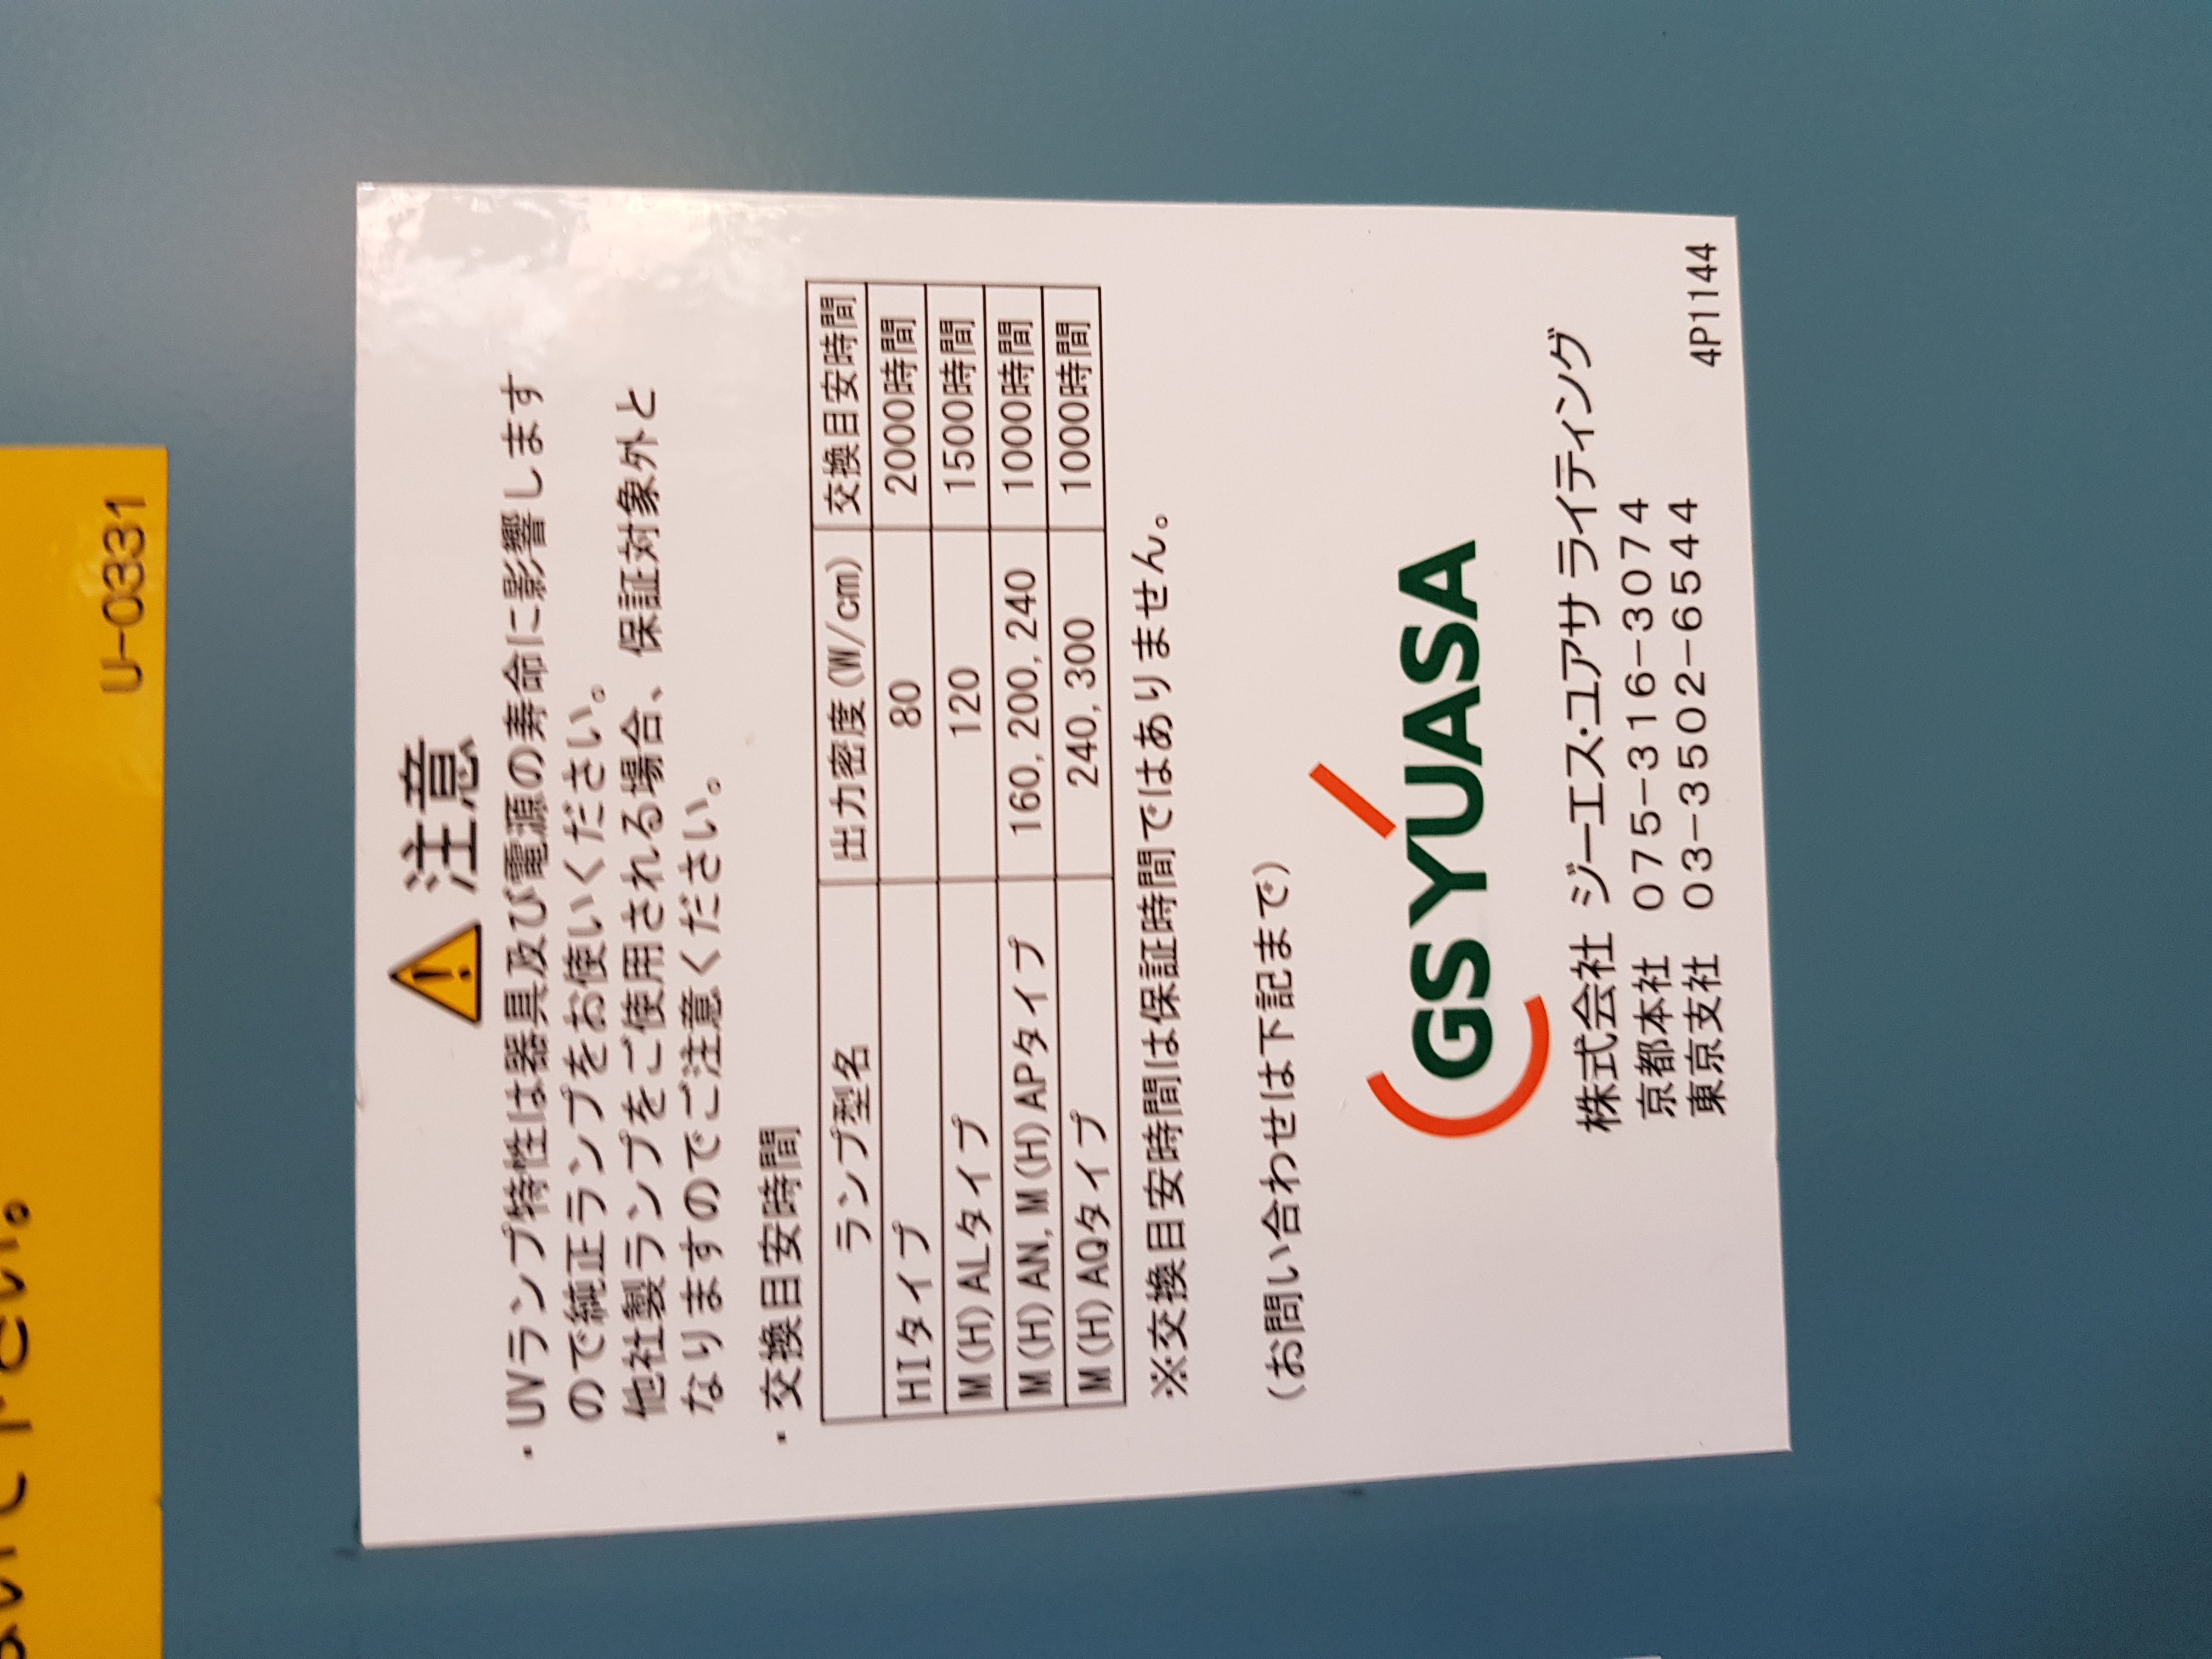 U-0331
注意
・UVランプ特性は器具及び電源の寿命に影響します
ので純正ランプをお使いください。
他社製ランプをご使用される場合、保証対象外と
なりますのでご注意ください。
・交換目安時間
ランプ型名 出力密度(W/cm) 交換目安時間
HIタイプ 80 2000時間
M(H)ALタイプ 120 1500時間
M(H)AN,M(H)APタイプ 160,200,240 1000時間
M(H)AQタイプ 240,300 1000時間
※交換目安時間は保証時間ではありません。
(お問い合わせは下記まで)
GS YUASA
株式会社 ジーエス・ユアサ ライティング
京都本社 075-316-3074
東京支社 03-3502-6544
4P1144